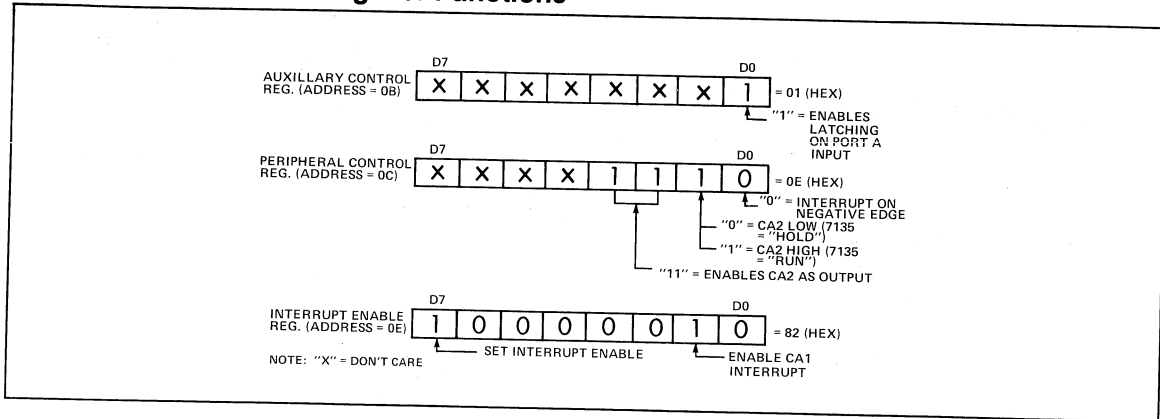 Functions
D7 D0
AUXILLARY CONTROL
REG. (ADDRESS = 0B) X X X X X X X 1 = 01 (HEX)
"1" = ENABLES
LATCHING
ON PORT A
INPUT
D7 D0
PERIPHERAL CONTROL
REG. (ADDRESS = 0C) X X X X 1 1 1 0 = 0E (HEX)
"0" = INTERRUPT ON
NEGATIVE EDGE
"0" = CA2 LOW (7135
= "HOLD")
"1" = CA2 HIGH (7135
= "RUN")
"11" = ENABLES CA2 AS OUTPUT
D7 D0
INTERRUPT ENABLE
REG. (ADDRESS = 0E) 1 0 0 0 0 0 1 0 = 82 (HEX)
SET INTERRUPT ENABLE
ENABLE CA1
INTERRUPT
NOTE: "X" = DON'T CARE